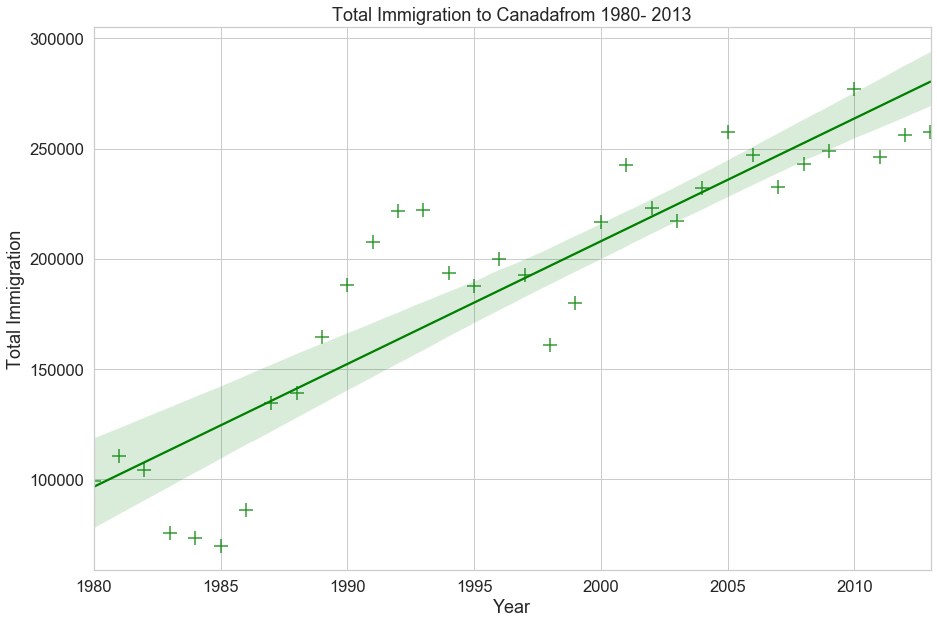 Total Immigration to Canadafrom 1980- 2013
300000
250000
200000
150000
100000
Total Immigration
1980 1985 1990 1995 2000 2005 2010
Year